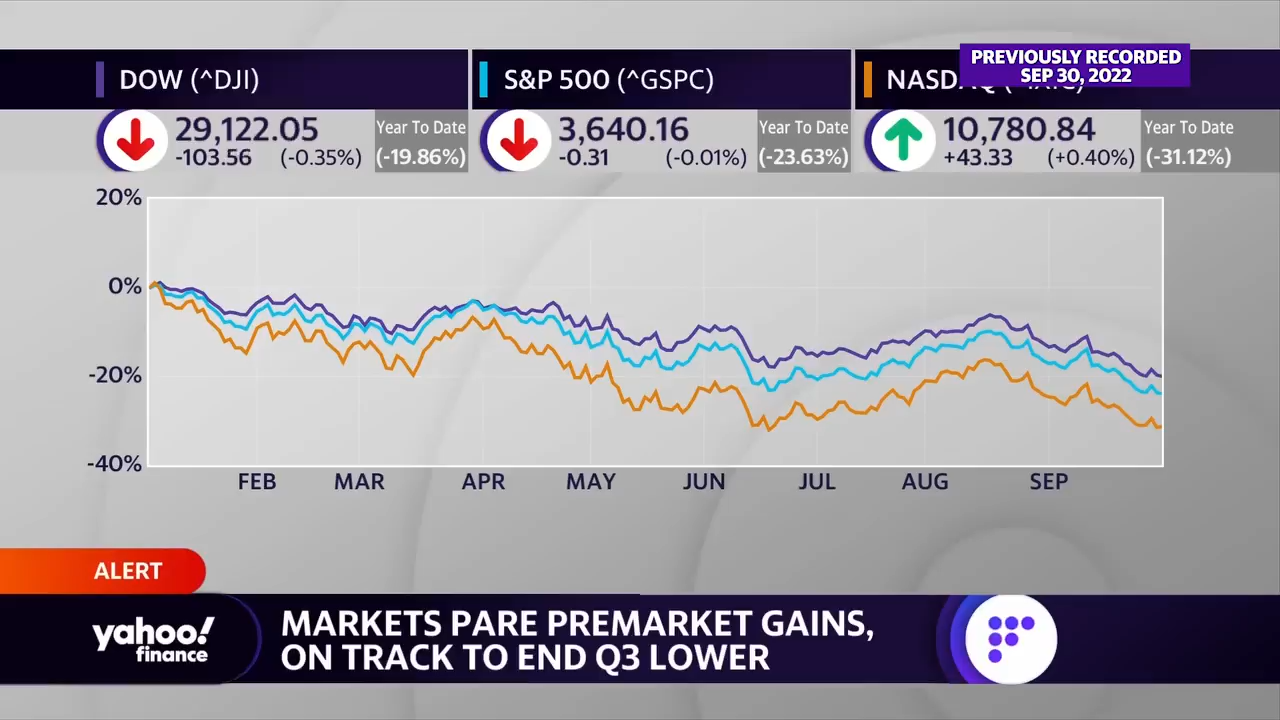 DOW (^DJI)
S&P 500 (^GSPC)
PREVIOUSLY RECORDED
SEP 30, 2022
29,122.05
-103.56 (-0.35%)
Year To Date
(-19.86%)
3,640.16
-0.31 (-0.01%)
Year To Date
(-23.63%)
10,780.84
+43.33 (+0.40%)
Year To Date
(-31.12%)
20%
0%
-20%
-40%
FEB MAR APR MAY JUN JUL AUG SEP
ALERT
yahoo!
finance
MARKETS PARE PREMARKET GAINS,
ON TRACK TO END Q3 LOWER